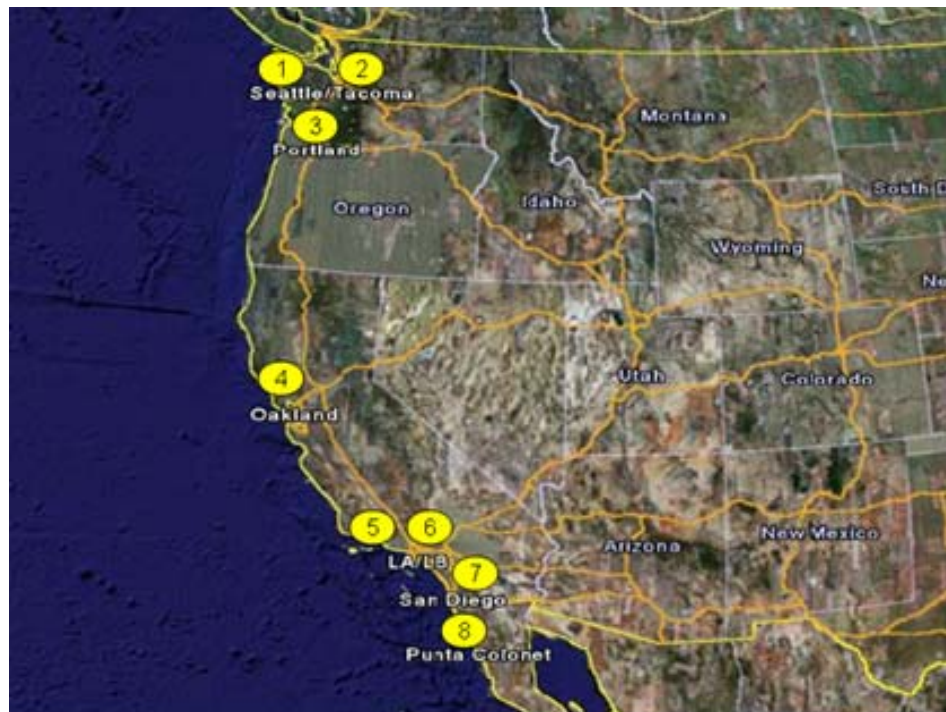 1
2
Seattle/Tacoma
3
Portland
Montana
Oregon
Idaho
South D
Wyoming
Ne
4
Oakland
Utah
Colorado
5
6
LA/LB
Arizona
New Mexico
7
San Diego
8
Punta Colonet